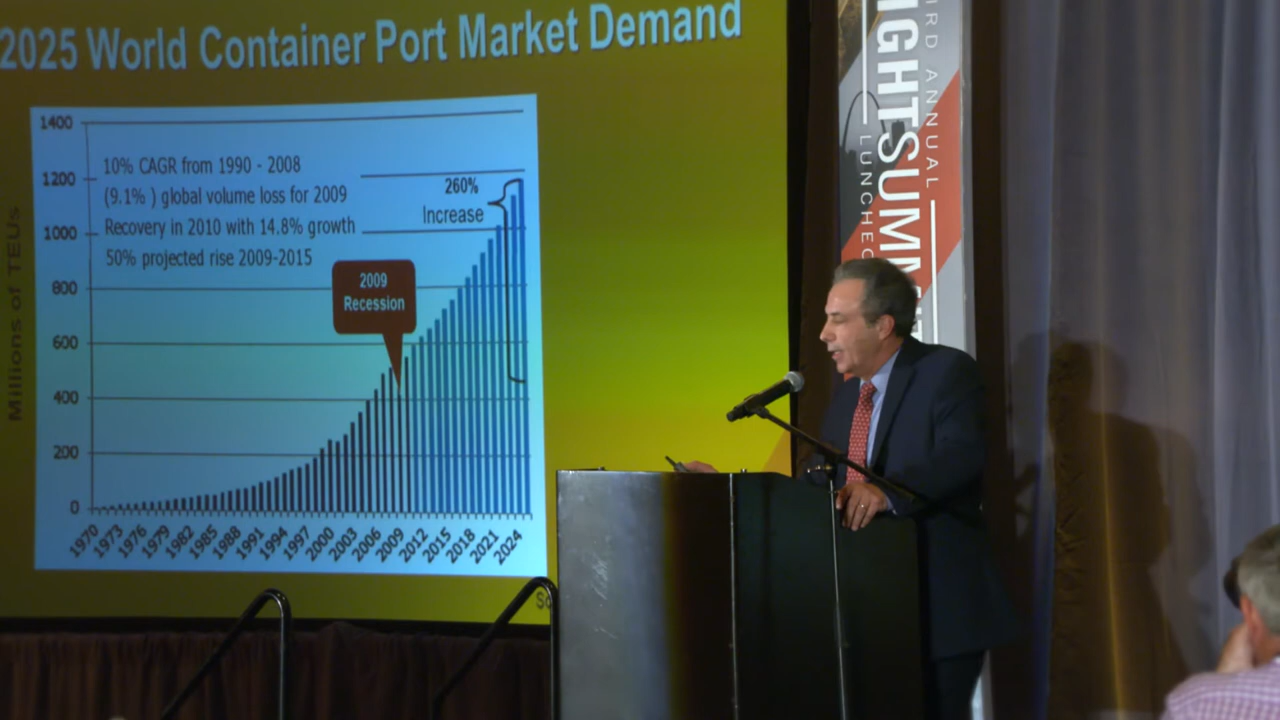 2025 World Container Port Market Demand
Millions of TEUs
1400
1200
1000
800
600
400
200
0
10% CAGR from 1990 - 2008
(9.1% ) global volume loss for 2009
Recovery in 2010 with 14.8% growth
50% projected rise 2009-2015
260%
Increase
2009
Recession
1970
1973
1976
1979
1982
1985
1988
1991
1994
1997
2000
2003
2006
2009
2012
2015
2018
2021
2024
IRD ANNUAL
IGHTSUMM
LUNCHEO